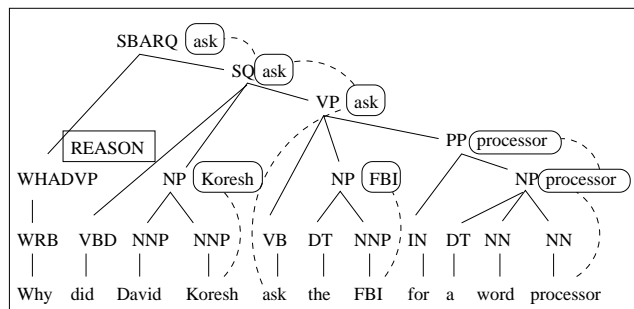 SBARQ ask
SQ ask
VP ask
PP processor
REASON
WHADVP NP Koresh NP FBI NP processor
WRB VBD NNP NNP VB DT NNP IN DT NN NN
Why did David Koresh ask the FBI for a word processor